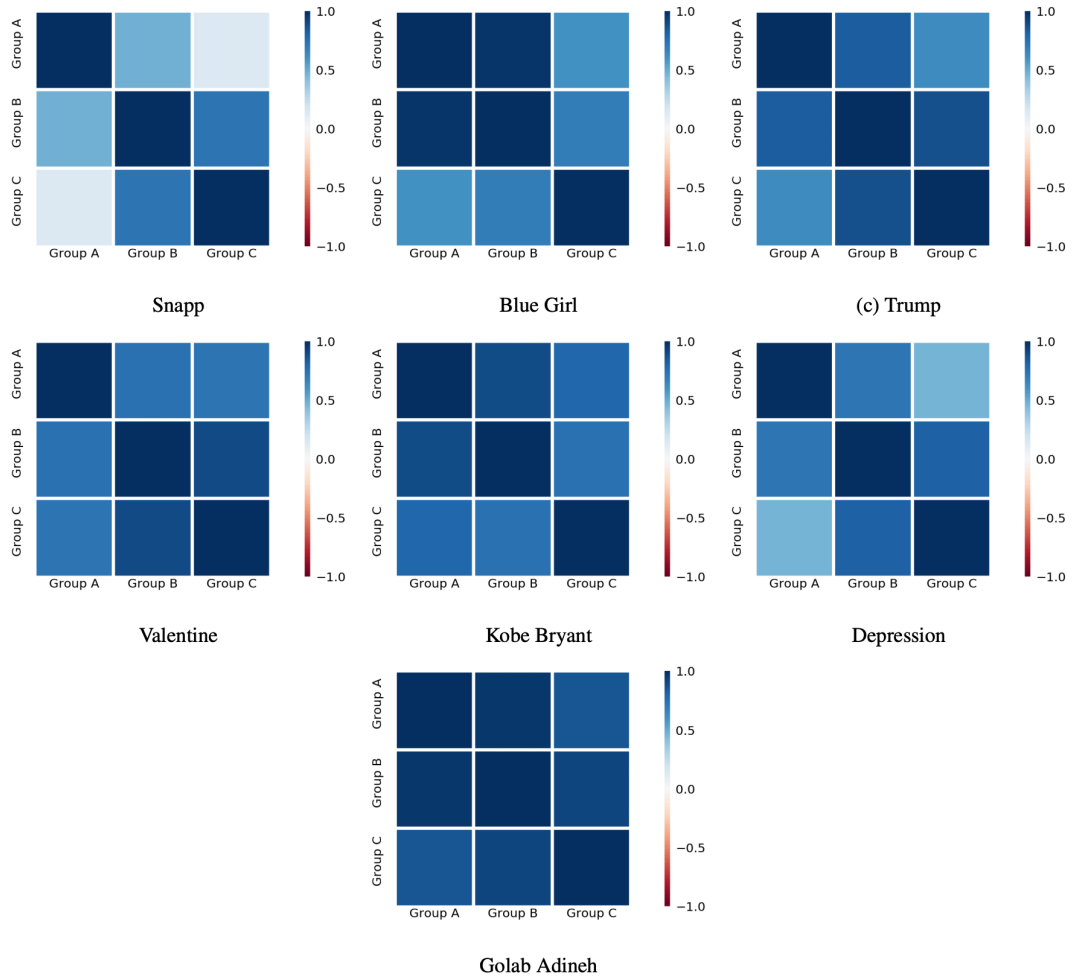 Group A
Group B
Group C
Group A Group B Group C
1.0
0.5
0.0
−0.5
−1.0
Snapp
Group A
Group B
Group C
Group A Group B Group C
1.0
0.5
0.0
−0.5
−1.0
Blue Girl
Group A
Group B
Group C
Group A Group B Group C
1.0
0.5
0.0
−0.5
−1.0
(c) Trump
Group A
Group B
Group C
Group A Group B Group C
1.0
0.5
0.0
−0.5
−1.0
Valentine
Group A
Group B
Group C
Group A Group B Group C
1.0
0.5
0.0
−0.5
−1.0
Kobe Bryant
Group A
Group B
Group C
Group A Group B Group C
1.0
0.5
0.0
−0.5
−1.0
Depression
Group A
Group B
Group C
Group A Group B Group C
1.0
0.5
0.0
−0.5
−1.0
Golab Adineh